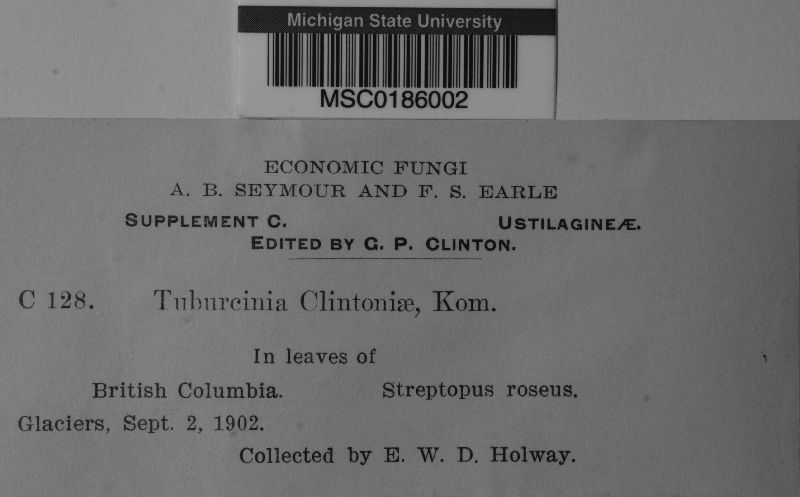 Michigan State University
MSC0186002
ECONOMIC FUNGI
A. B. SEYMOUR AND F. S. EARLE
SUPPLEMENT C. USTILAGINEÆ.
EDITED BY G. P. CLINTON.
C 128. Tuburcinia Clintoniæ, Kom.
In leaves of
British Columbia. Streptopus roseus.
Glaciers, Sept. 2, 1902.
Collected by E. W. D. Holway.